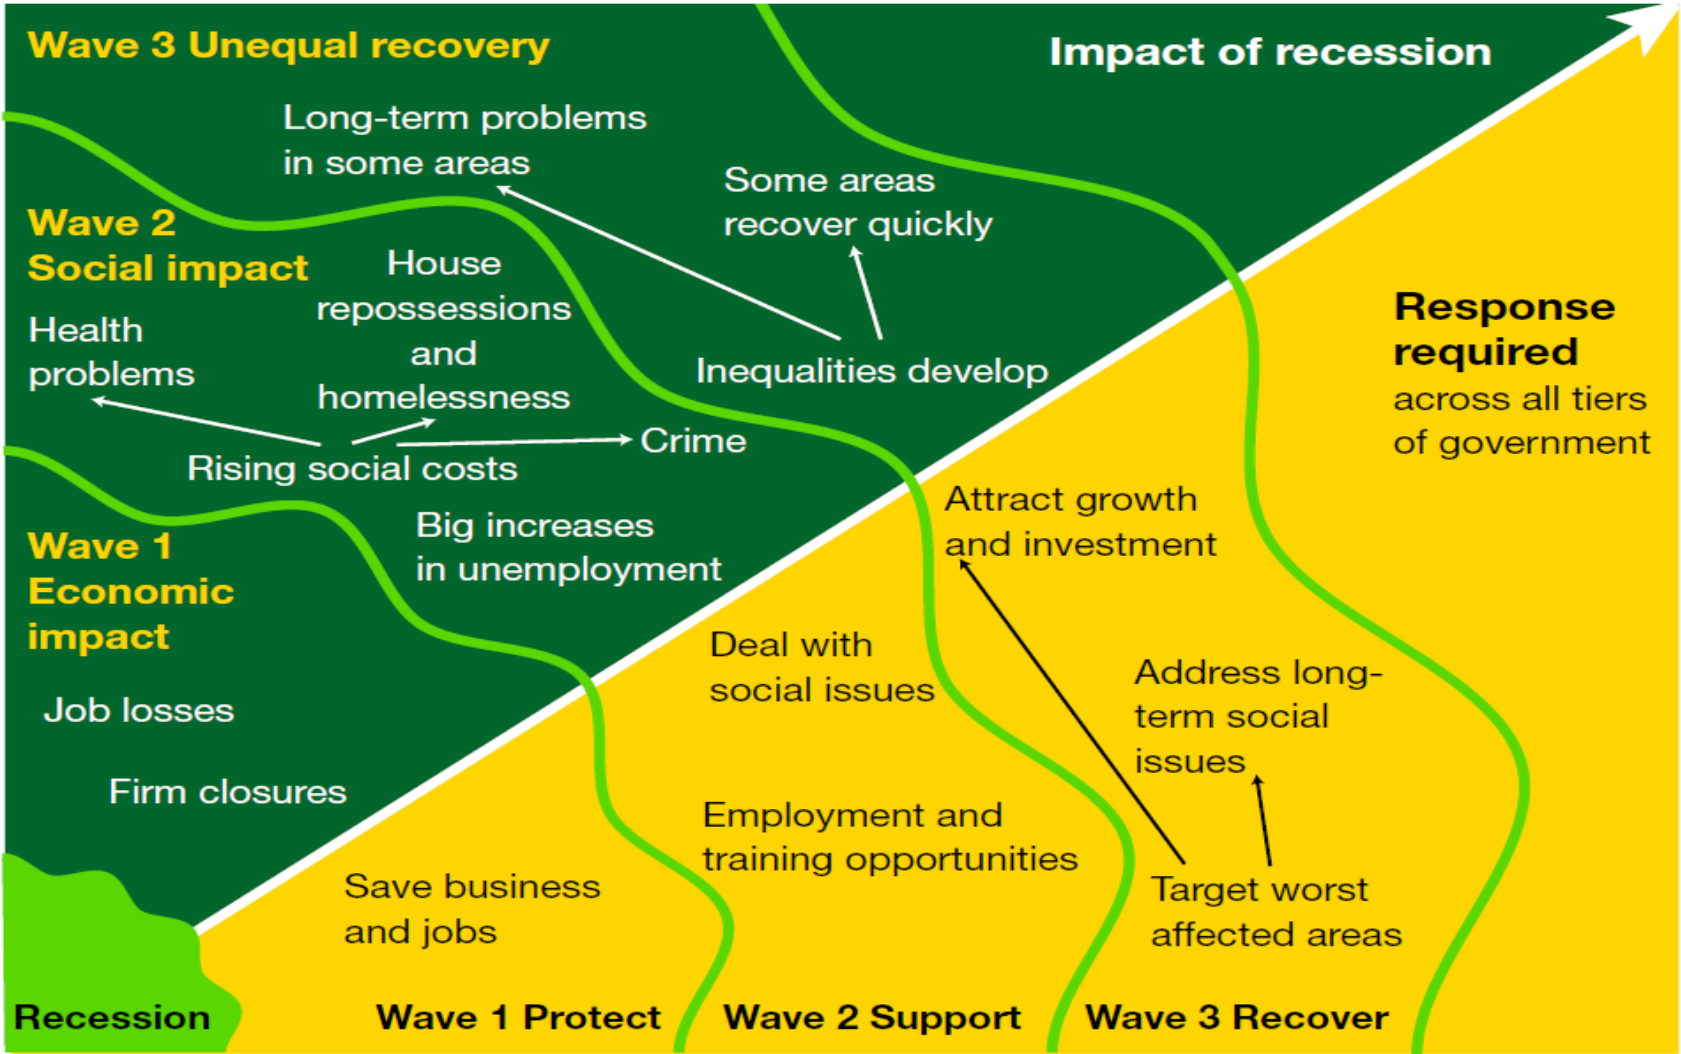 Wave 3 Unequal recovery
Impact of recession
Long-term problems
in some areas
Some areas
recover quickly
Inequalities develop
Wave 2
Social impact
House
repossessions
and
homelessness
Health
problems
Crime
Rising social costs
Big increases
in unemployment
Wave 1
Economic
impact
Job losses
Firm closures
Recession
Response
required
across all tiers
of government
Attract growth
and investment
Deal with
social issues
Address long-
term social
issues
Employment and
training opportunities
Save business
and jobs
Target worst
affected areas
Wave 1 Protect
Wave 2 Support
Wave 3 Recover